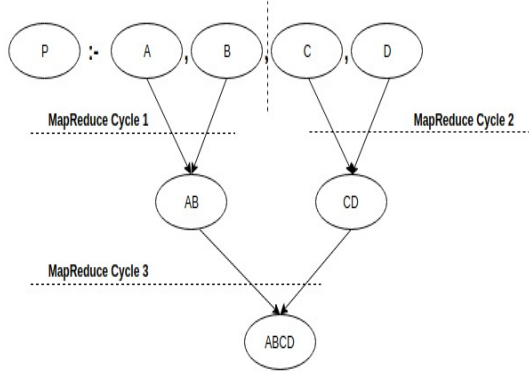 P :- A , B , C , D
MapReduce Cycle 1
MapReduce Cycle 2
AB
CD
MapReduce Cycle 3
ABCD